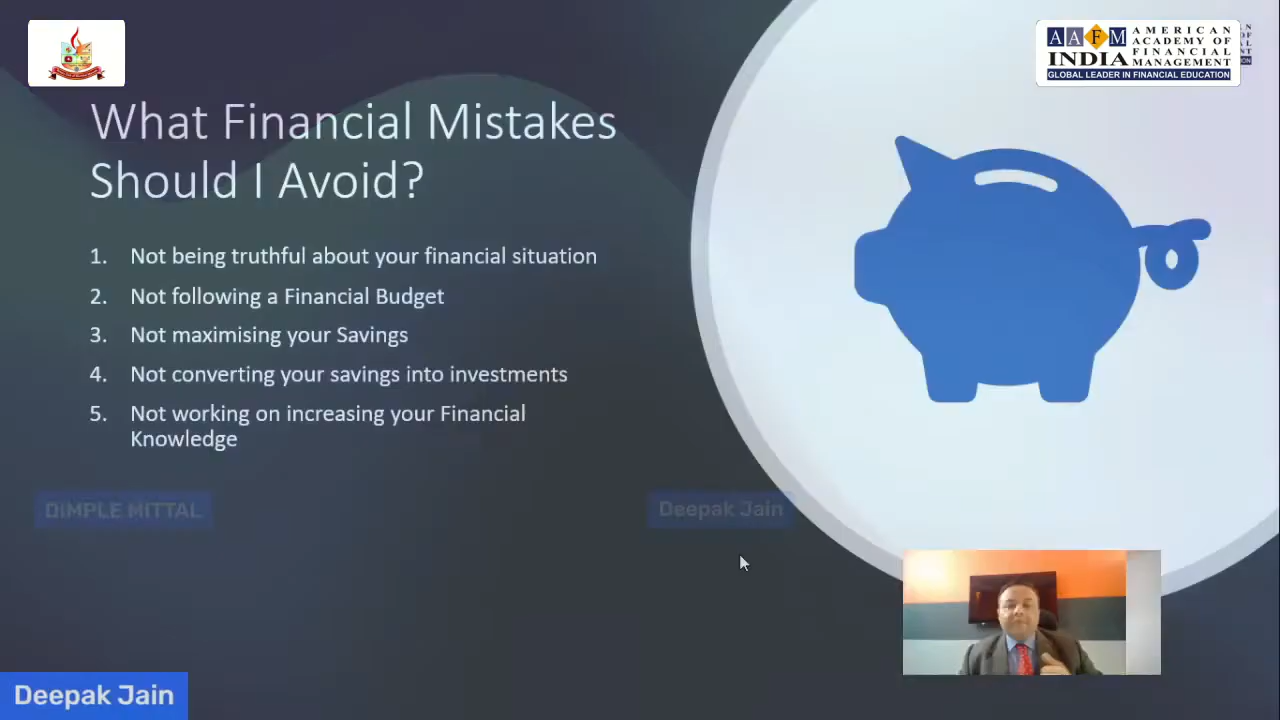 AAFM
INDIA
AMERICAN
ACADEMY OF
FINANCIAL
MANAGEMENT
GLOBAL LEADER IN FINANCIAL EDUCATION
What Financial Mistakes
Should I Avoid?
1. Not being truthful about your financial situation
2. Not following a Financial Budget
3. Not maximising your Savings
4. Not converting your savings into investments
5. Not working on increasing your Financial
Knowledge
DIMPLE MITTAL
Deepak Jain
Deepak Jain